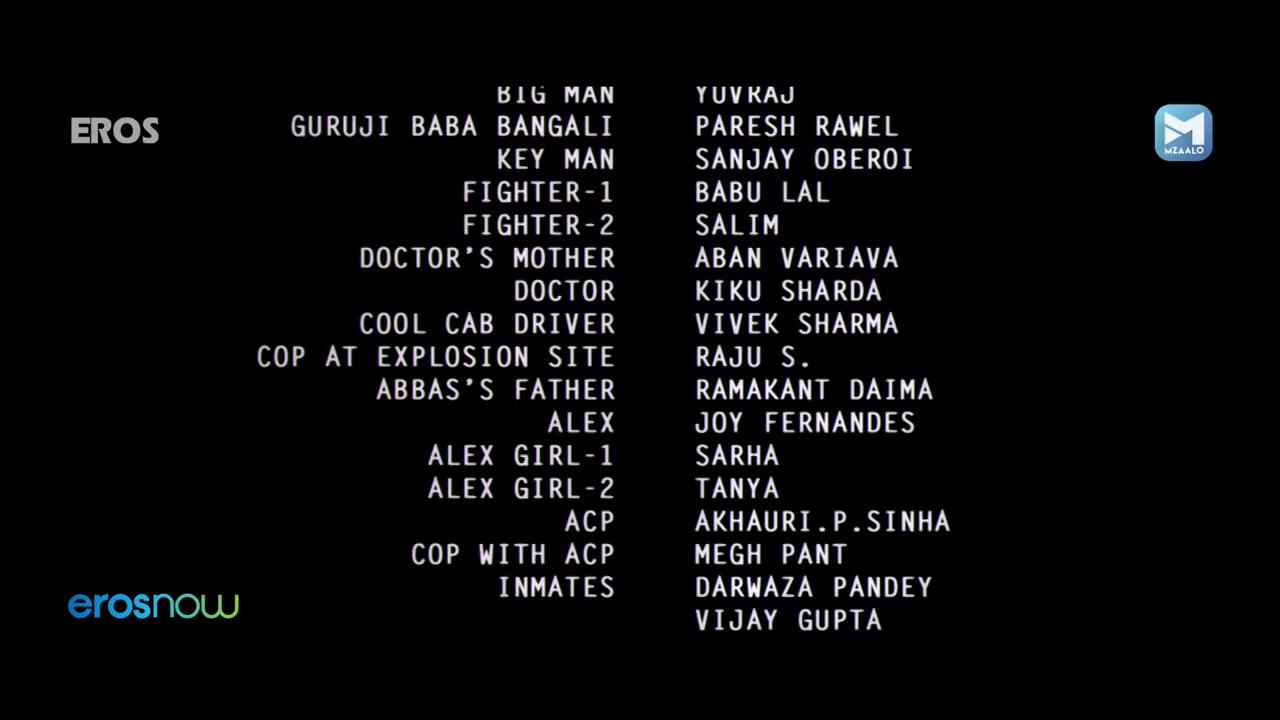 BIG MAN YUVRAJ
EROS
GURUJI BABA BANGALI PARESH RAWEL
MZAALO
KEY MAN SANJAY OBEROI
FIGHTER-1 BABU LAL
FIGHTER-2 SALIM
DOCTOR'S MOTHER ABAN VARIAVA
DOCTOR KIKU SHARDA
COOL CAB DRIVER VIVEK SHARMA
COP AT EXPLOSION SITE RAJU S.
ABBAS'S FATHER RAMAKANT DAIMA
ALEX JOY FERNANDES
ALEX GIRL-1 SARHA
ALEX GIRL-2 TANYA
ACP AKHAURI.P.SINHA
COP WITH ACP MEGH PANT
INMATES DARWAZA PANDEY
erosnow
VIJAY GUPTA